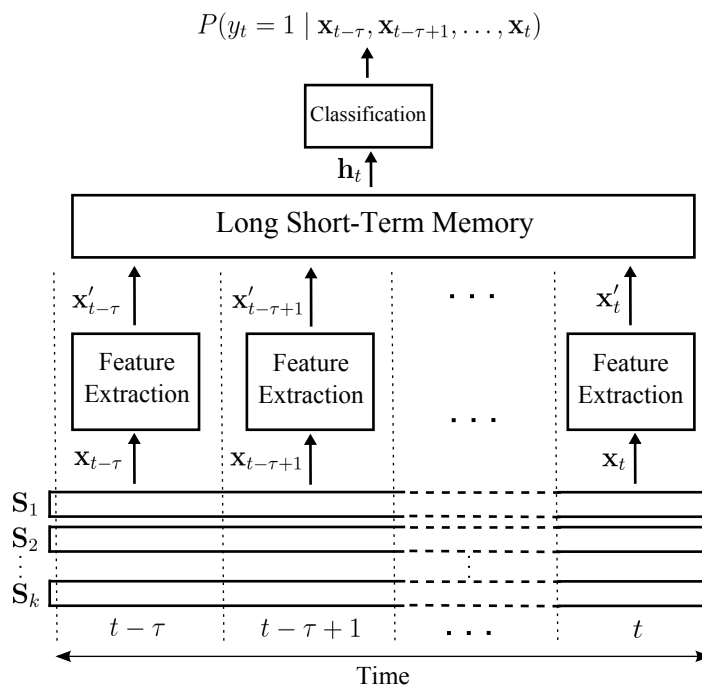 P(y_t = 1 | x_{t-τ}, x_{t-τ+1}, . . . , x_t)
Classification
h_t
Long Short-Term Memory
x'_{t-τ} x'_{t-τ+1} . . . x'_t
Feature Extraction Feature Extraction . . . Feature Extraction
x_{t-τ} x_{t-τ+1} x_t
S_1
S_2
⋮
S_k
t − τ t − τ + 1 . . . t
Time